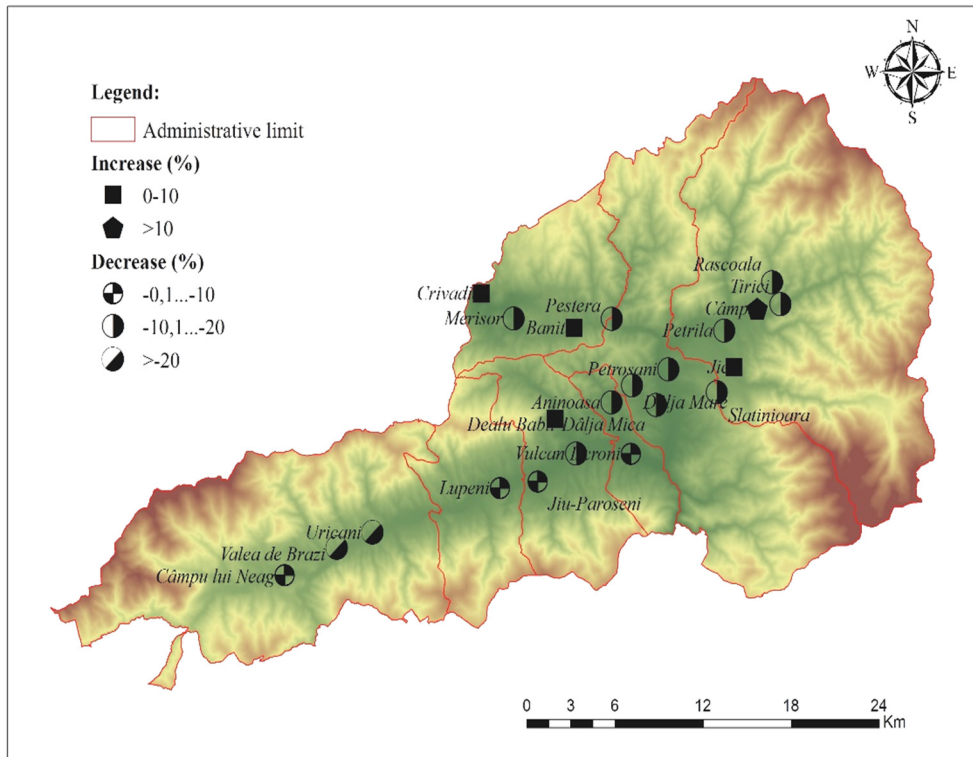 N
W E
S
Legend:
Administrative limit
Increase (%)
0-10
>10
Decrease (%)
-0,1...-10
-10,1...-20
>-20
Rascoala
Tirici
Crivadi
Câmp
Merisor
Pestera
Banit
Petrila
Petrosani
Jie
Aninoasa
Dâlja Mare
Slatinioara
Dealu Babii
Dâlja Mica
Vulcan
Iscroni
Lupeni
Jiu-Paroseni
Uricani
Valea de Brazi
Câmpu lui Neag
0 3 6 12 18 24
Km